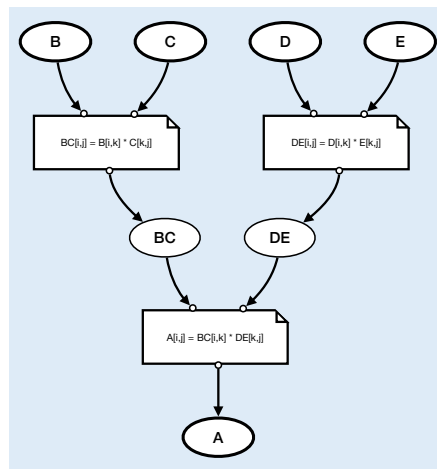 B
C
D
E
BC[i,j] = B[i,k] * C[k,j]
DE[i,j] = D[i,k] * E[k,j]
BC
DE
A[i,j] = BC[i,k] * DE[k,j]
A